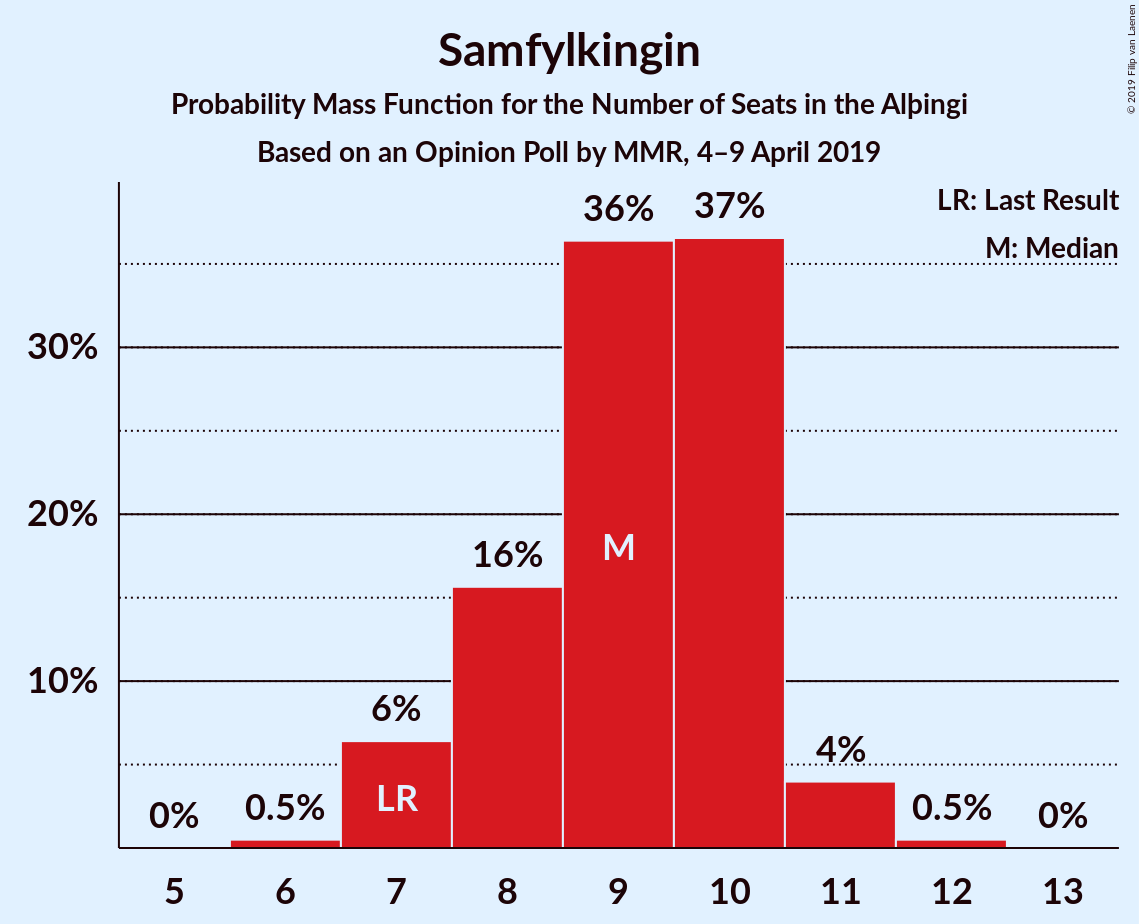 Samfylkingin
Probability Mass Function for the Number of Seats in the Alþingi
Based on an Opinion Poll by MMR, 4–9 April 2019
© 2019 Filip van Laenen
LR: Last Result
M: Median
36%
37%
30%
20%
16%
M
10%
6%
4%
LR
0%
0.5%
0.5%
0%
5
6
7
8
9
10
11
12
13